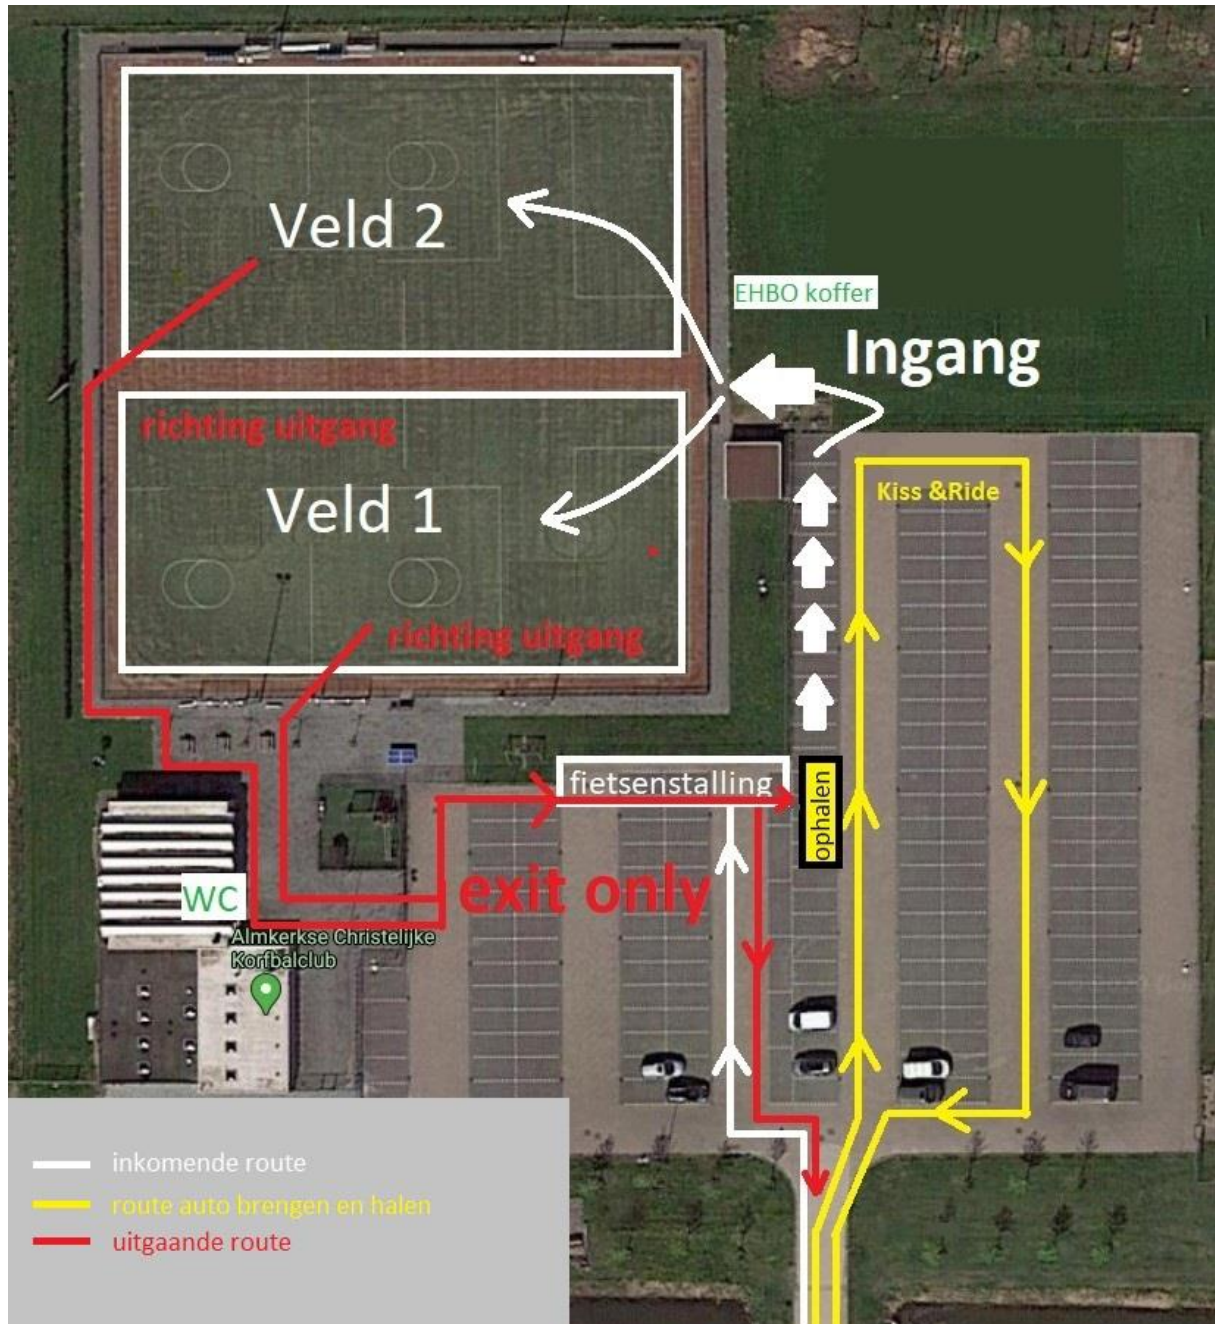 Veld 2
EHBO koffer
Ingang
richting uitgang
Veld 1
Kiss &Ride
richting uitgang
fietsenstalling
ophalen
exit only
WC
Almkerkse Christelijke
Korfbalclub
inkomende route
route auto brengen en halen
uitgaande route